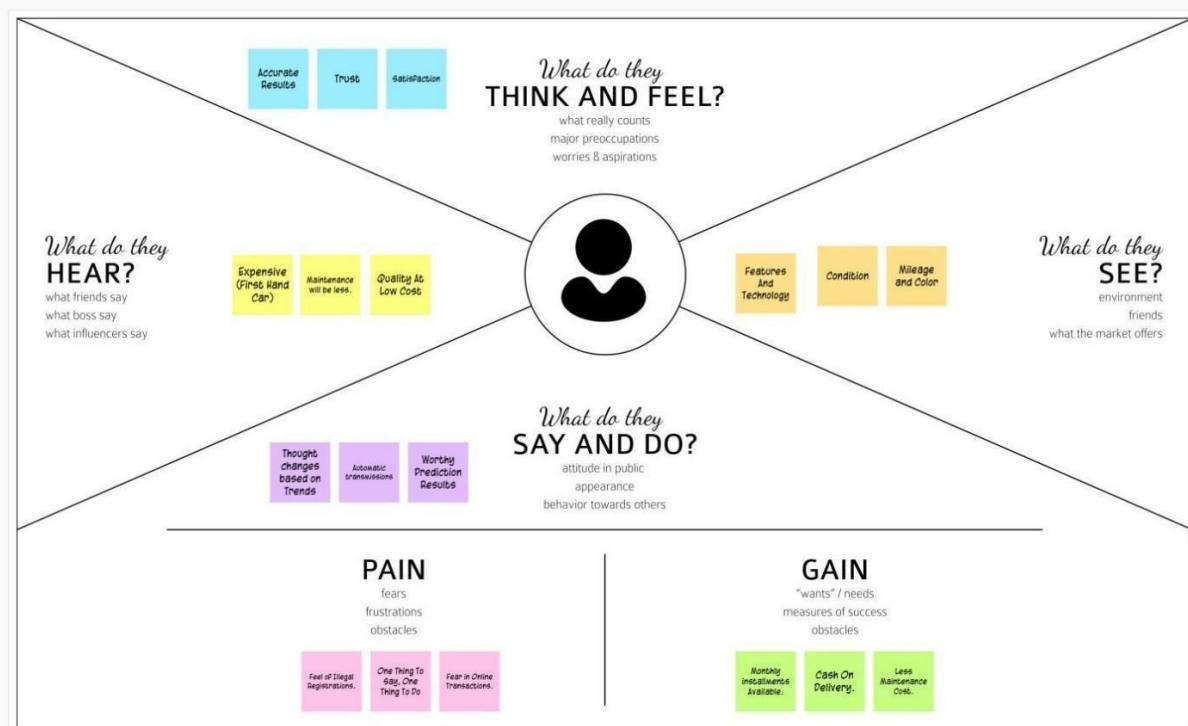 Accurate
Results
Trust
Satisfaction
What do they
THINK AND FEEL?
what really counts
major preoccupations
worries & aspirations
What do they
HEAR?
what friends say
what boss say
what influencers say
Expensive
(First Hand
Car)
Maintenance
will be less.
Quality At
Low Cost
Features
And
Technology
Condition
Mileage
and Color
What do they
SEE?
environment
friends
what the market offers
Thought
changes
based on
Trends
Automatic
transmissions
Worthy
Prediction
Results
What do they
SAY AND DO?
attitude in public
appearance
behavior towards others
PAIN
fears
frustrations
obstacles
Feel of Illegal
Registrations.
One Thing To
Say, One
Thing To Do
Fear in Online
Transactions.
GAIN
"wants" / needs
measures of success
obstacles
Monthly
installments
Available.
Cash On
Delivery.
Less
Maintenance
Cost.